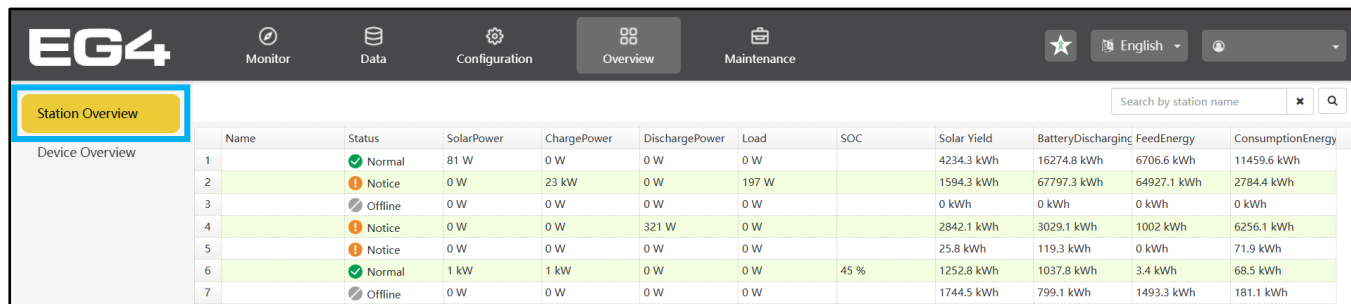 EG4 Monitor Data Configuration Overview Maintenance English
Station Overview Search by station name
Device Overview
Name Status SolarPower ChargePower DischargePower Load SOC Solar Yield BatteryDischarging FeedEnergy ConsumptionEnergy
1 Normal 81 W 0 W 0 W 0 W 4234.3 kWh 16274.8 kWh 6706.6 kWh 11459.6 kWh
2 Notice 0 W 23 kW 0 W 197 W 1594.3 kWh 67797.3 kWh 64927.1 kWh 2784.4 kWh
3 Offline 0 W 0 W 0 W 0 W 0 kWh 0 kWh 0 kWh 0 kWh
4 Notice 0 W 0 W 321 W 0 W 2842.1 kWh 3029.1 kWh 1002 kWh 6256.1 kWh
5 Notice 0 W 0 W 0 W 0 W 25.8 kWh 119.3 kWh 0 kWh 71.9 kWh
6 Normal 1 kW 1 kW 0 W 0 W 45 % 1252.8 kWh 1037.8 kWh 3.4 kWh 68.5 kWh
7 Offline 0 W 0 W 0 W 0 W 1744.5 kWh 799.1 kWh 1493.3 kWh 181.1 kWh